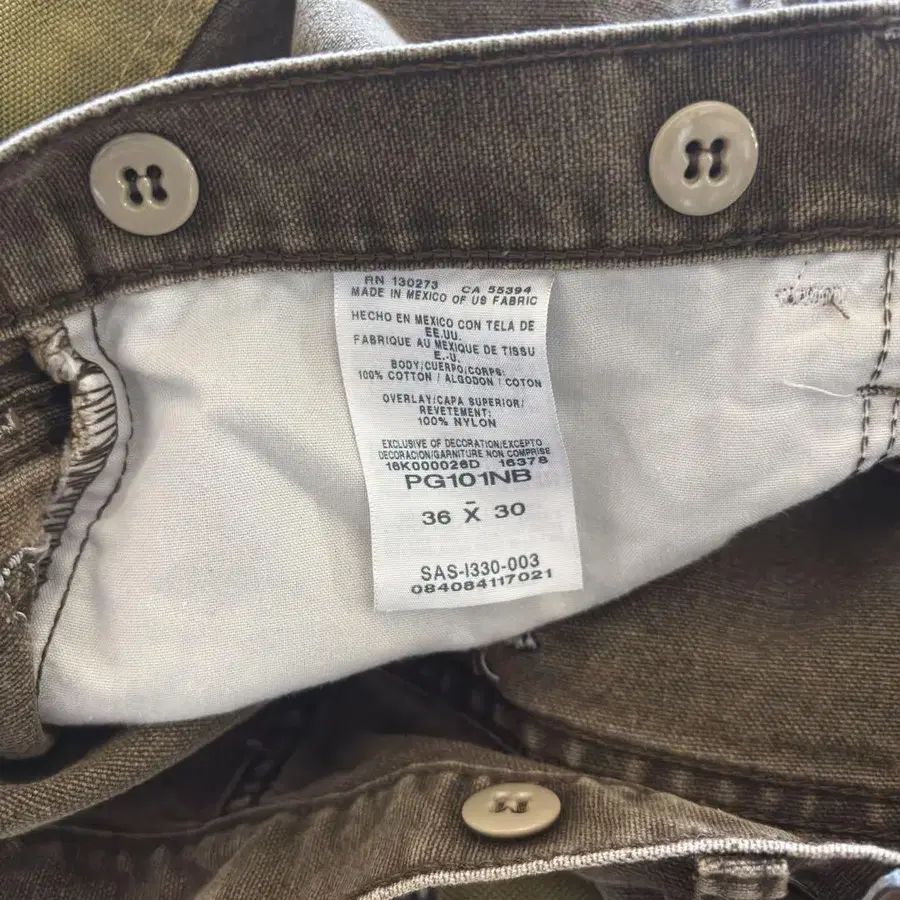 RN 130273 CA 55394
MADE IN MEXICO OF US FABRIC
HECHO EN MEXICO CON TELA DE
EE.UU.
FABRIQUE AU MEXIQUE DE TISSU
E.-U.
BODY/CUERPO/CORPS:
100% COTTON / ALGODON / COTON
OVERLAY/CAPA SUPERIOR/
REVETEMENT:
100% NYLON
EXCLUSIVE OF DECORATION/EXCEPTO
DECORACION/GARNITURE NON COMPRISE
16K000026D 16378
PG101NB
36 X 30
SAS-I330-003
084084117021